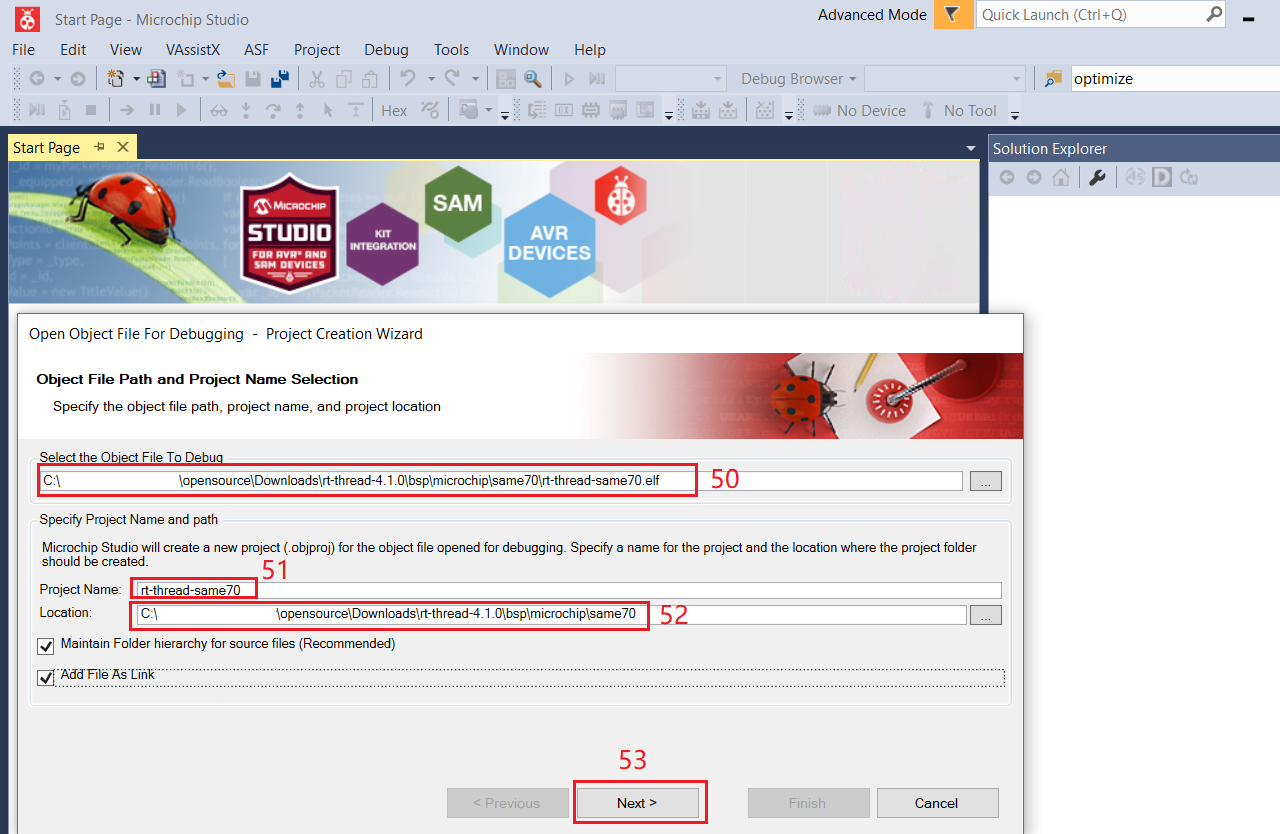 Start Page - Microchip Studio
Advanced Mode
Quick Launch (Ctrl+Q)
File Edit View VAssistX ASF Project Debug Tools Window Help
Debug Browser
optimize
Hex
No Device
No Tool
Start Page
Solution Explorer
MICROCHIP
STUDIO
FOR AVR® AND
SAM DEVICES
KIT
INTEGRATION
SAM
AVR
DEVICES
Open Object File For Debugging - Project Creation Wizard
Object File Path and Project Name Selection
Specify the object file path, project name, and project location
Select the Object File To Debug
C:\ \opensource\Downloads\rt-thread-4.1.0\bsp\microchip\same70\rt-thread-same70.elf
50
...
Specify Project Name and path
Microchip Studio will create a new project (.objproj) for the object file opened for debugging. Specify a name for the project and the location where the project folder
should be created.
51
Project Name: rt-thread-same70
Location: C:\ \opensource\Downloads\rt-thread-4.1.0\bsp\microchip\same70
52
...
Maintain Folder hierarchy for source files (Recommended)
Add File As Link
53
< Previous
Next >
Finish
Cancel